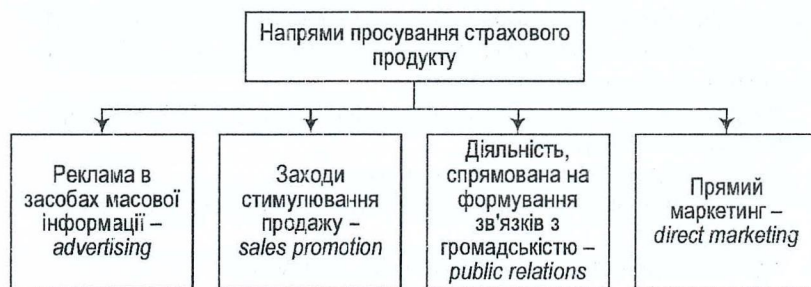 Напрями просування страхового
продукту
Реклама в
засобах масової
інформації –
advertising
Заходи
стимулювання
продажу –
sales promotion
Діяльність,
спрямована на
формування
зв'язків з
громадськістю –
public relations
Прямий
маркетинг –
direct marketing